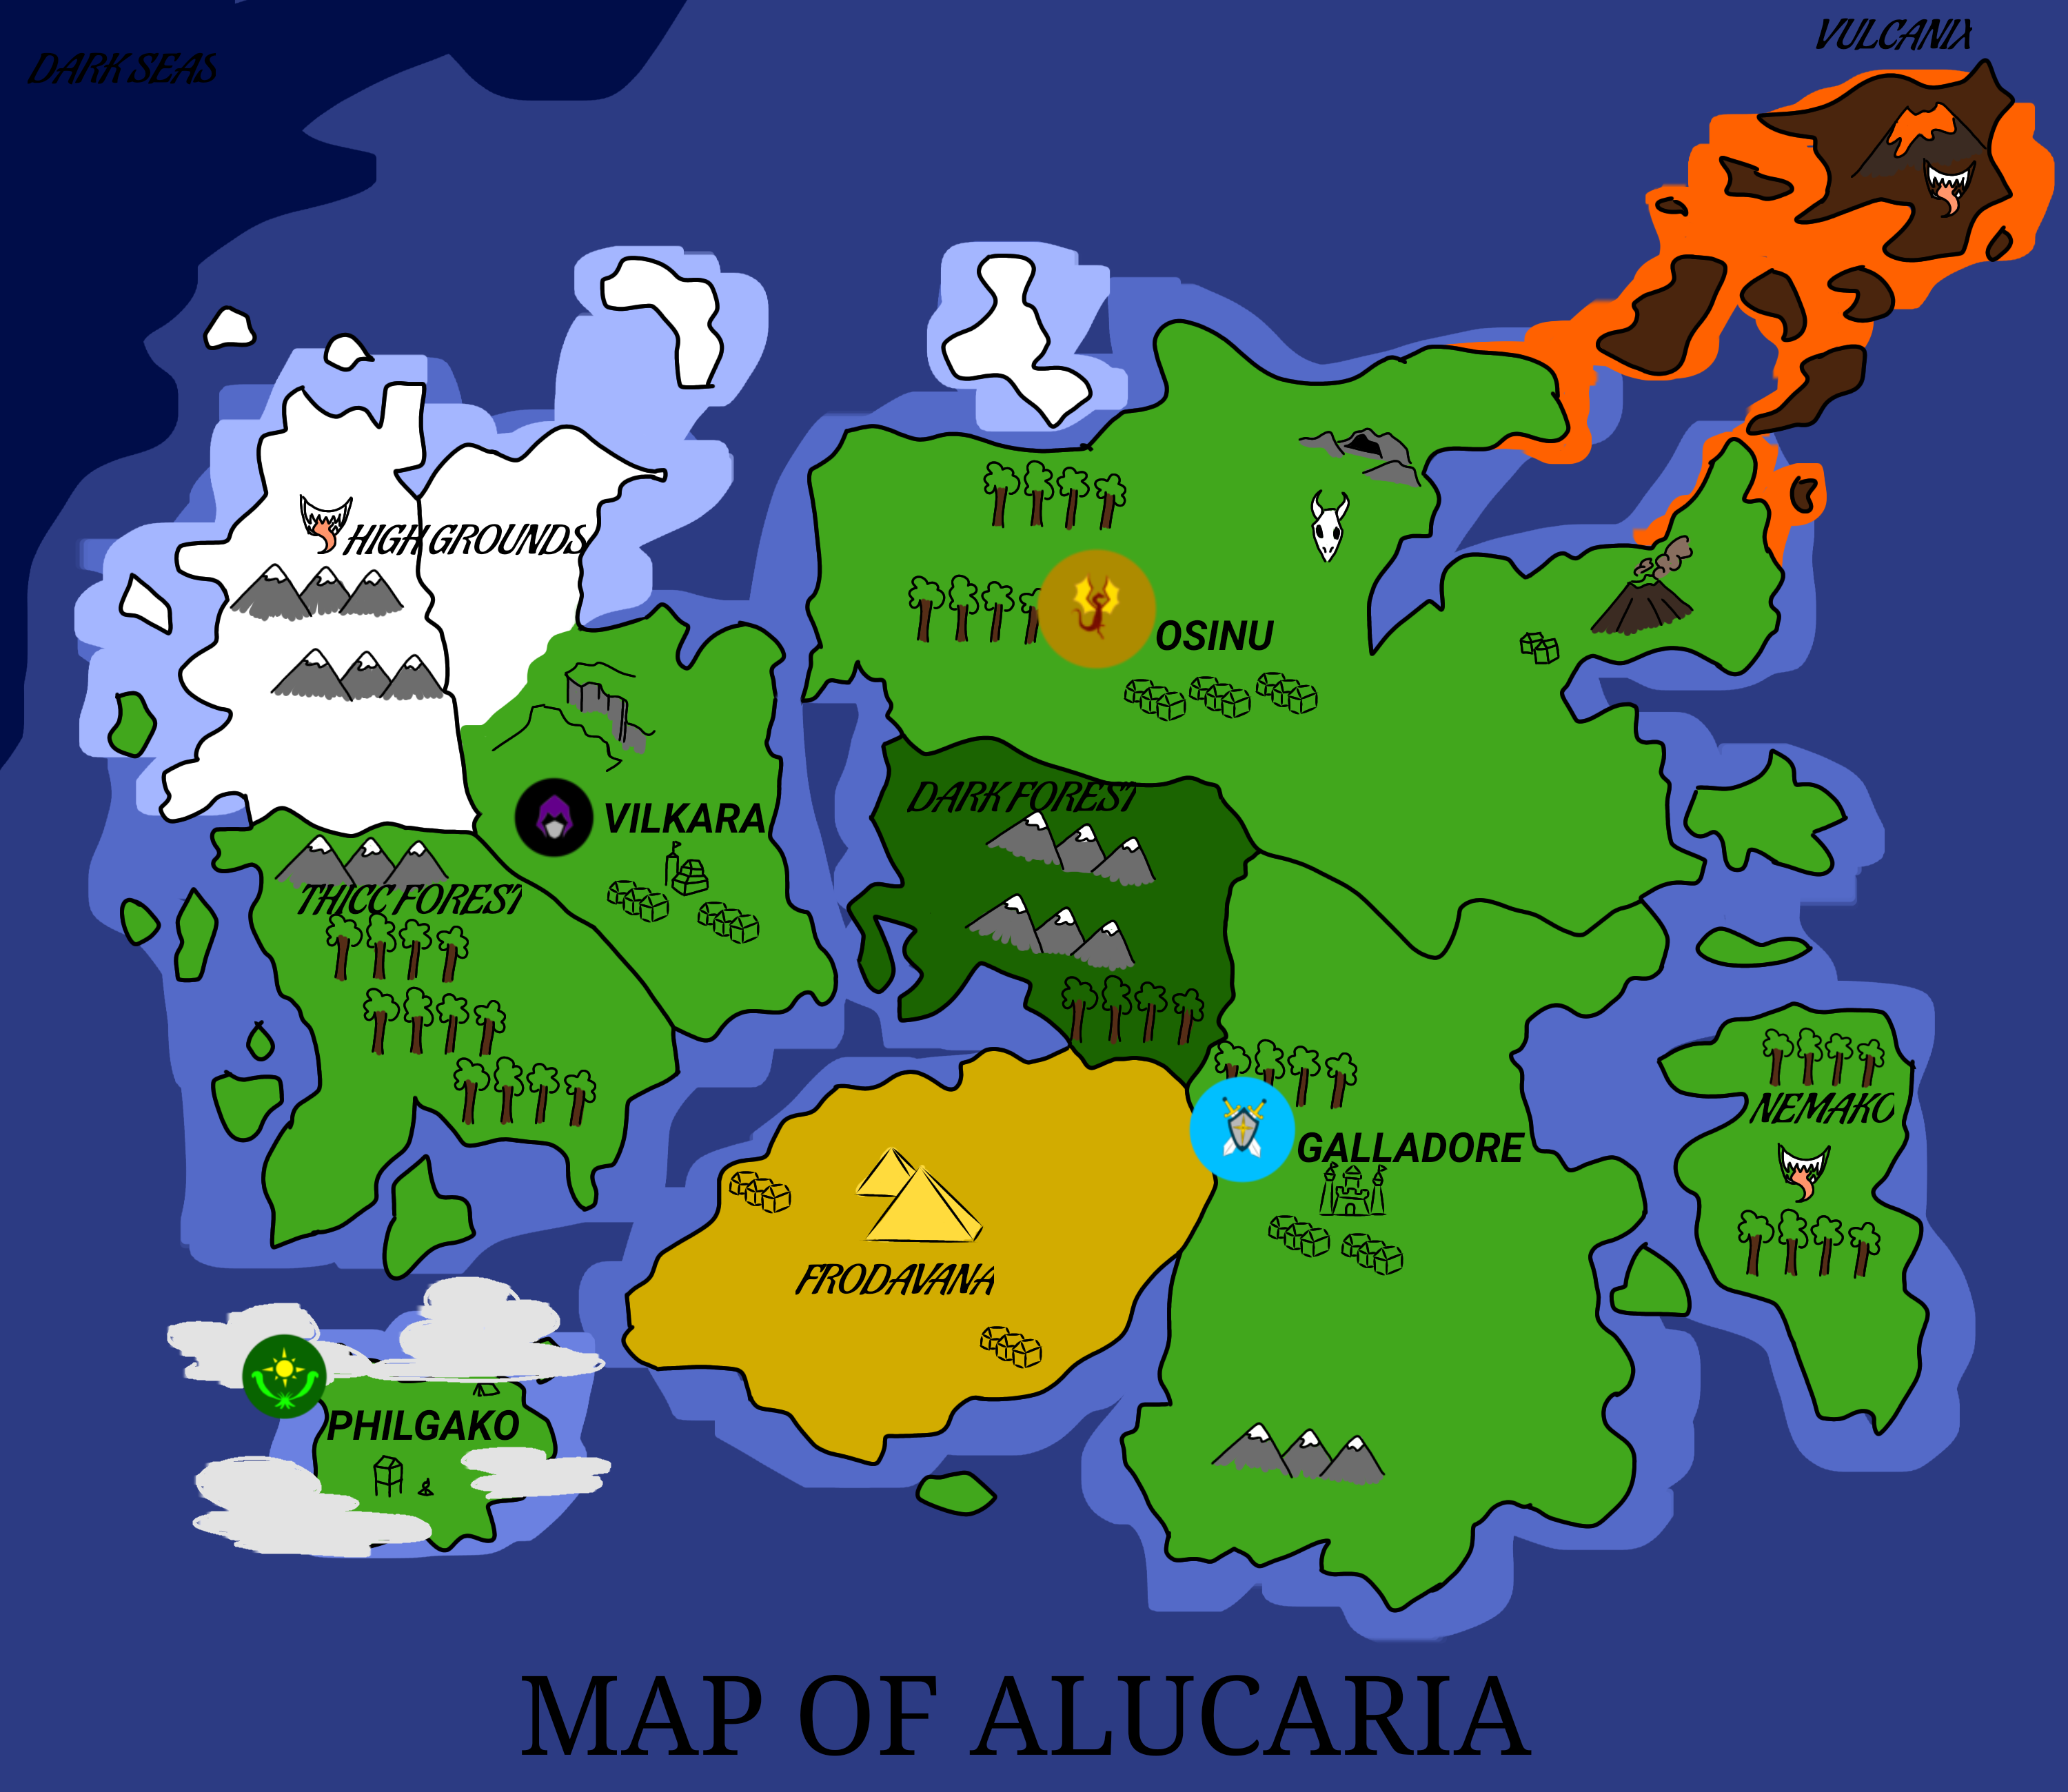 DARK SEAS
VULCANIX
HIGH GROUNDS
OSINU
DARK FOREST
VILKARA
THICC FOREST
NEMAKO
GALLADORE
FRODAVANA
PHILGAKO
MAP OF ALUCARIA